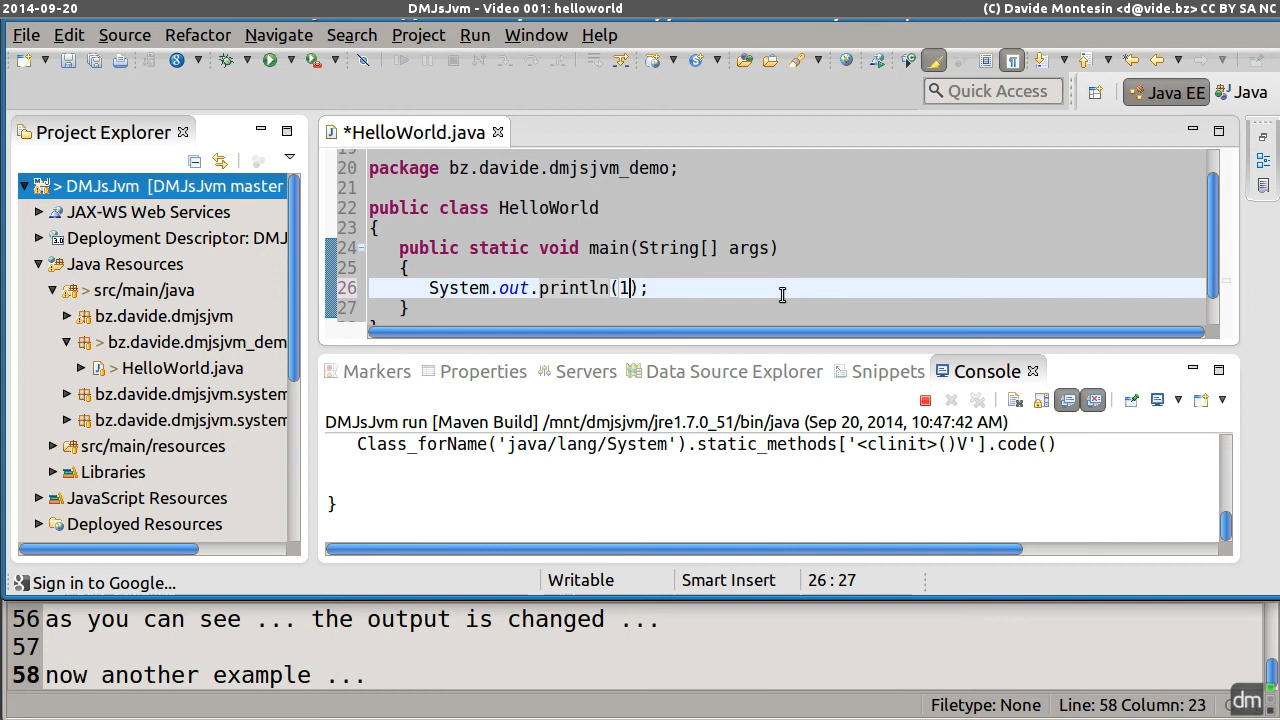 2014-09-20 DMJsJvm - Video 001: helloworld (C) Davide Montesin <d@vide.bz> CC BY SA NC
File Edit Source Refactor Navigate Search Project Run Window Help
Quick Access Java EE Java
Project Explorer
> DMJsJvm [DMJsJvm master
JAX-WS Web Services
Deployment Descriptor: DMJ
Java Resources
> src/main/java
bz.davide.dmjsjvm
> bz.davide.dmjsjvm_dem
> HelloWorld.java
bz.davide.dmjsjvm.system
bz.davide.dmjsjvm.system
src/main/resources
Libraries
JavaScript Resources
Deployed Resources
*HelloWorld.java
19
20 package bz.davide.dmjsjvm_demo;
21
22 public class HelloWorld
23 {
24 public static void main(String[] args)
25 {
26 System.out.println(1);
27 }
Markers Properties Servers Data Source Explorer Snippets Console
DMJsJvm run [Maven Build] /mnt/dmjsjvm/jre1.7.0_51/bin/java (Sep 20, 2014, 10:47:42 AM)
Class_forName('java/lang/System').static_methods['<clinit>()V'].code()
}
Sign in to Google... Writable Smart Insert 26 : 27
56 as you can see ... the output is changed ...
57
58 now another example ...
Filetype: None Line: 58 Column: 23
dm